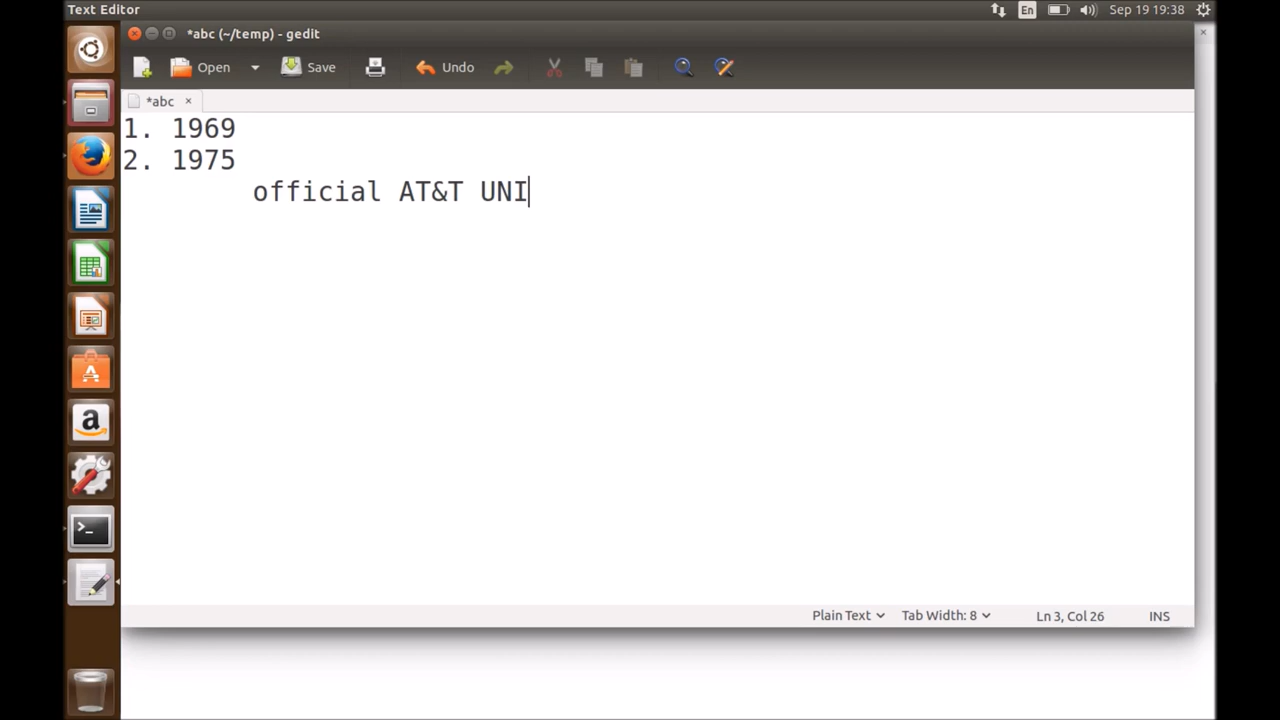 Text Editor
En
Sep 19 19:38
*abc (~/temp) - gedit
Open
Save
Undo
*abc
1. 1969
2. 1975
official AT&T UNI
Plain Text
Tab Width: 8
Ln 3, Col 26
INS